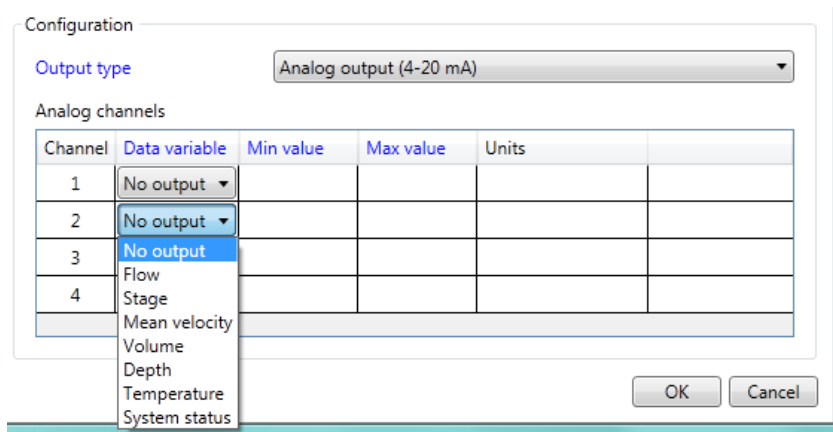 Configuration
Output type Analog output (4-20 mA)
Analog channels
Channel Data variable Min value Max value Units
1 No output
2 No output
No output
3
Flow
4
Stage
Mean velocity
Volume
Depth
Temperature
System status
OK Cancel